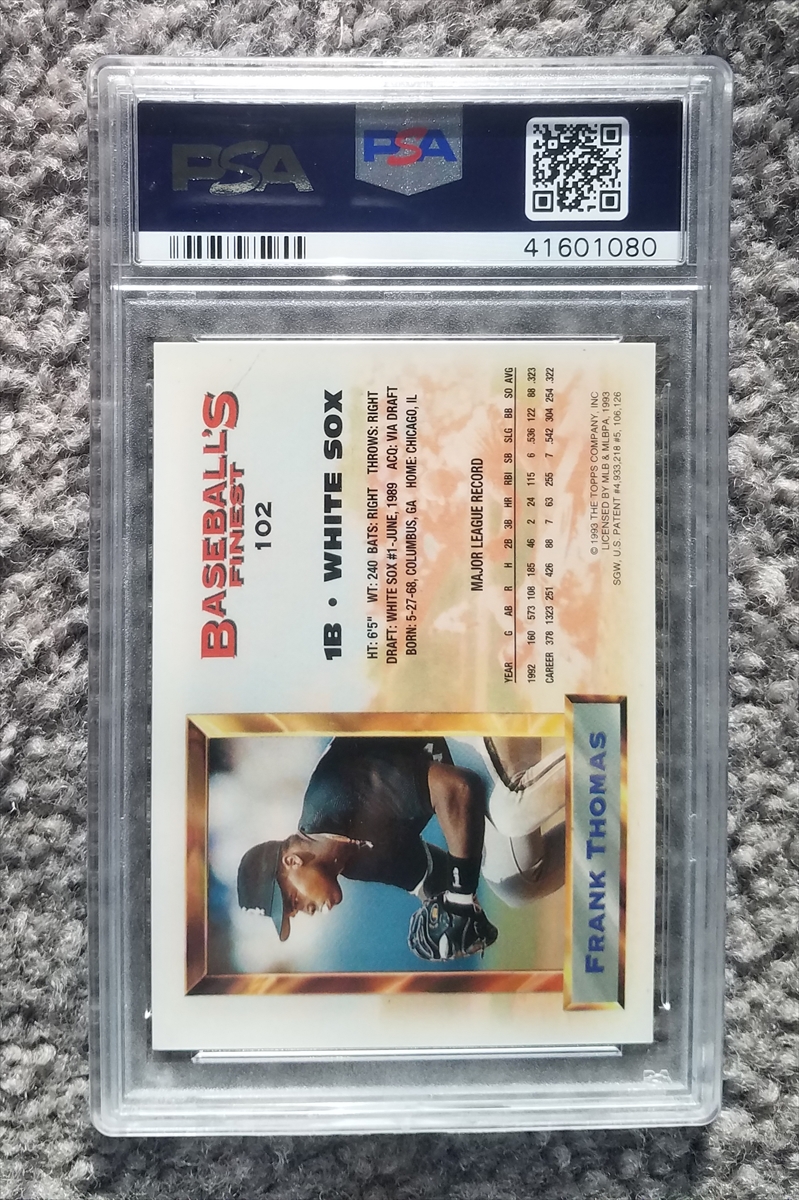 PSA
PSA
41601080
BASEBALL'S
FINEST
102
1B • WHITE SOX
HT: 6'5" WT: 240 BATS: RIGHT THROWS: RIGHT
DRAFT: WHITE SOX #1-JUNE, 1989 ACQ: VIA DRAFT
BORN: 5-27-68, COLUMBUS, GA HOME: CHICAGO, IL
MAJOR LEAGUE RECORD
YEAR G AB R H 2B 3B HR RBI SB SLG BB SO AVG
1992 160 573 108 185 46 2 24 115 6 .536 122 88 .323
CAREER 378 1323 251 426 88 7 63 255 7 .542 304 254 .322
© 1993 THE TOPPS COMPANY, INC
LICENSED BY MLB & MLBPA, 1993
SGW, U.S. PATENT #4,933,218 #5, 106,126
FRANK THOMAS